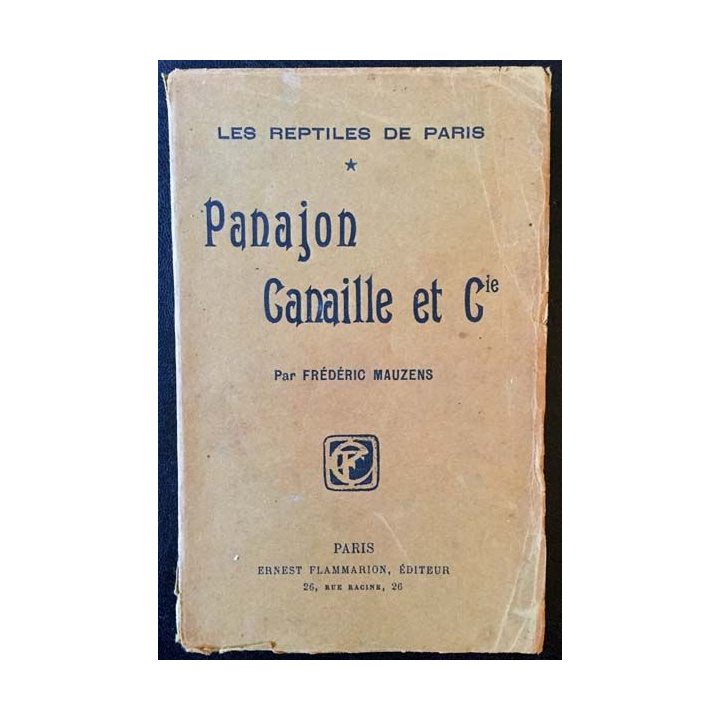 LES REPTILES DE PARIS
★
Panajon
Canaille et Cie
Par FRÉDÉRIC MAUZENS
PARIS
ERNEST FLAMMARION, ÉDITEUR
26, RUE RACINE, 26